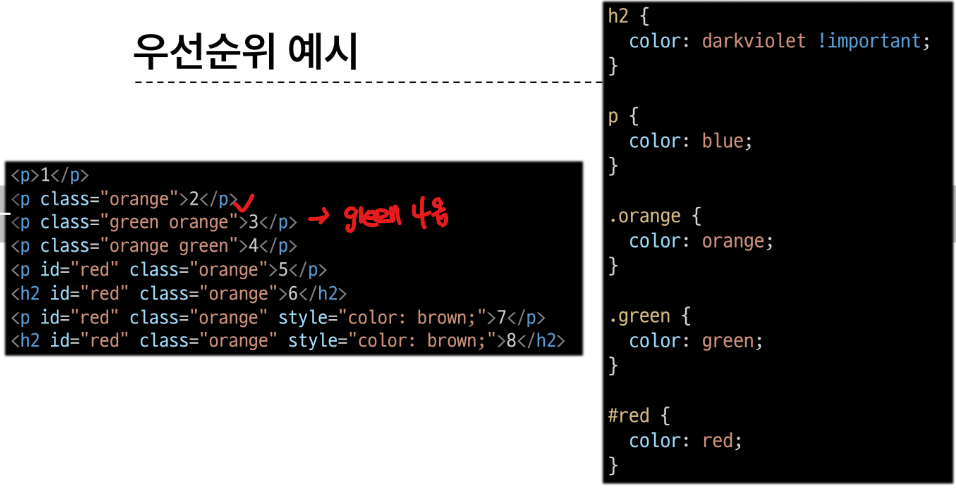 우선순위 예시
<p>1</p>
<p class="orange">2</p>
<p class="green orange">3</p> → green 사용
<p class="orange green">4</p>
<p id="red" class="orange">5</p>
<h2 id="red" class="orange">6</h2>
<p id="red" class="orange" style="color: brown;">7</p>
<h2 id="red" class="orange" style="color: brown;">8</h2>
h2 {
  color: darkviolet !important;
}
p {
  color: blue;
}
.orange {
  color: orange;
}
.green {
  color: green;
}
#red {
  color: red;
}